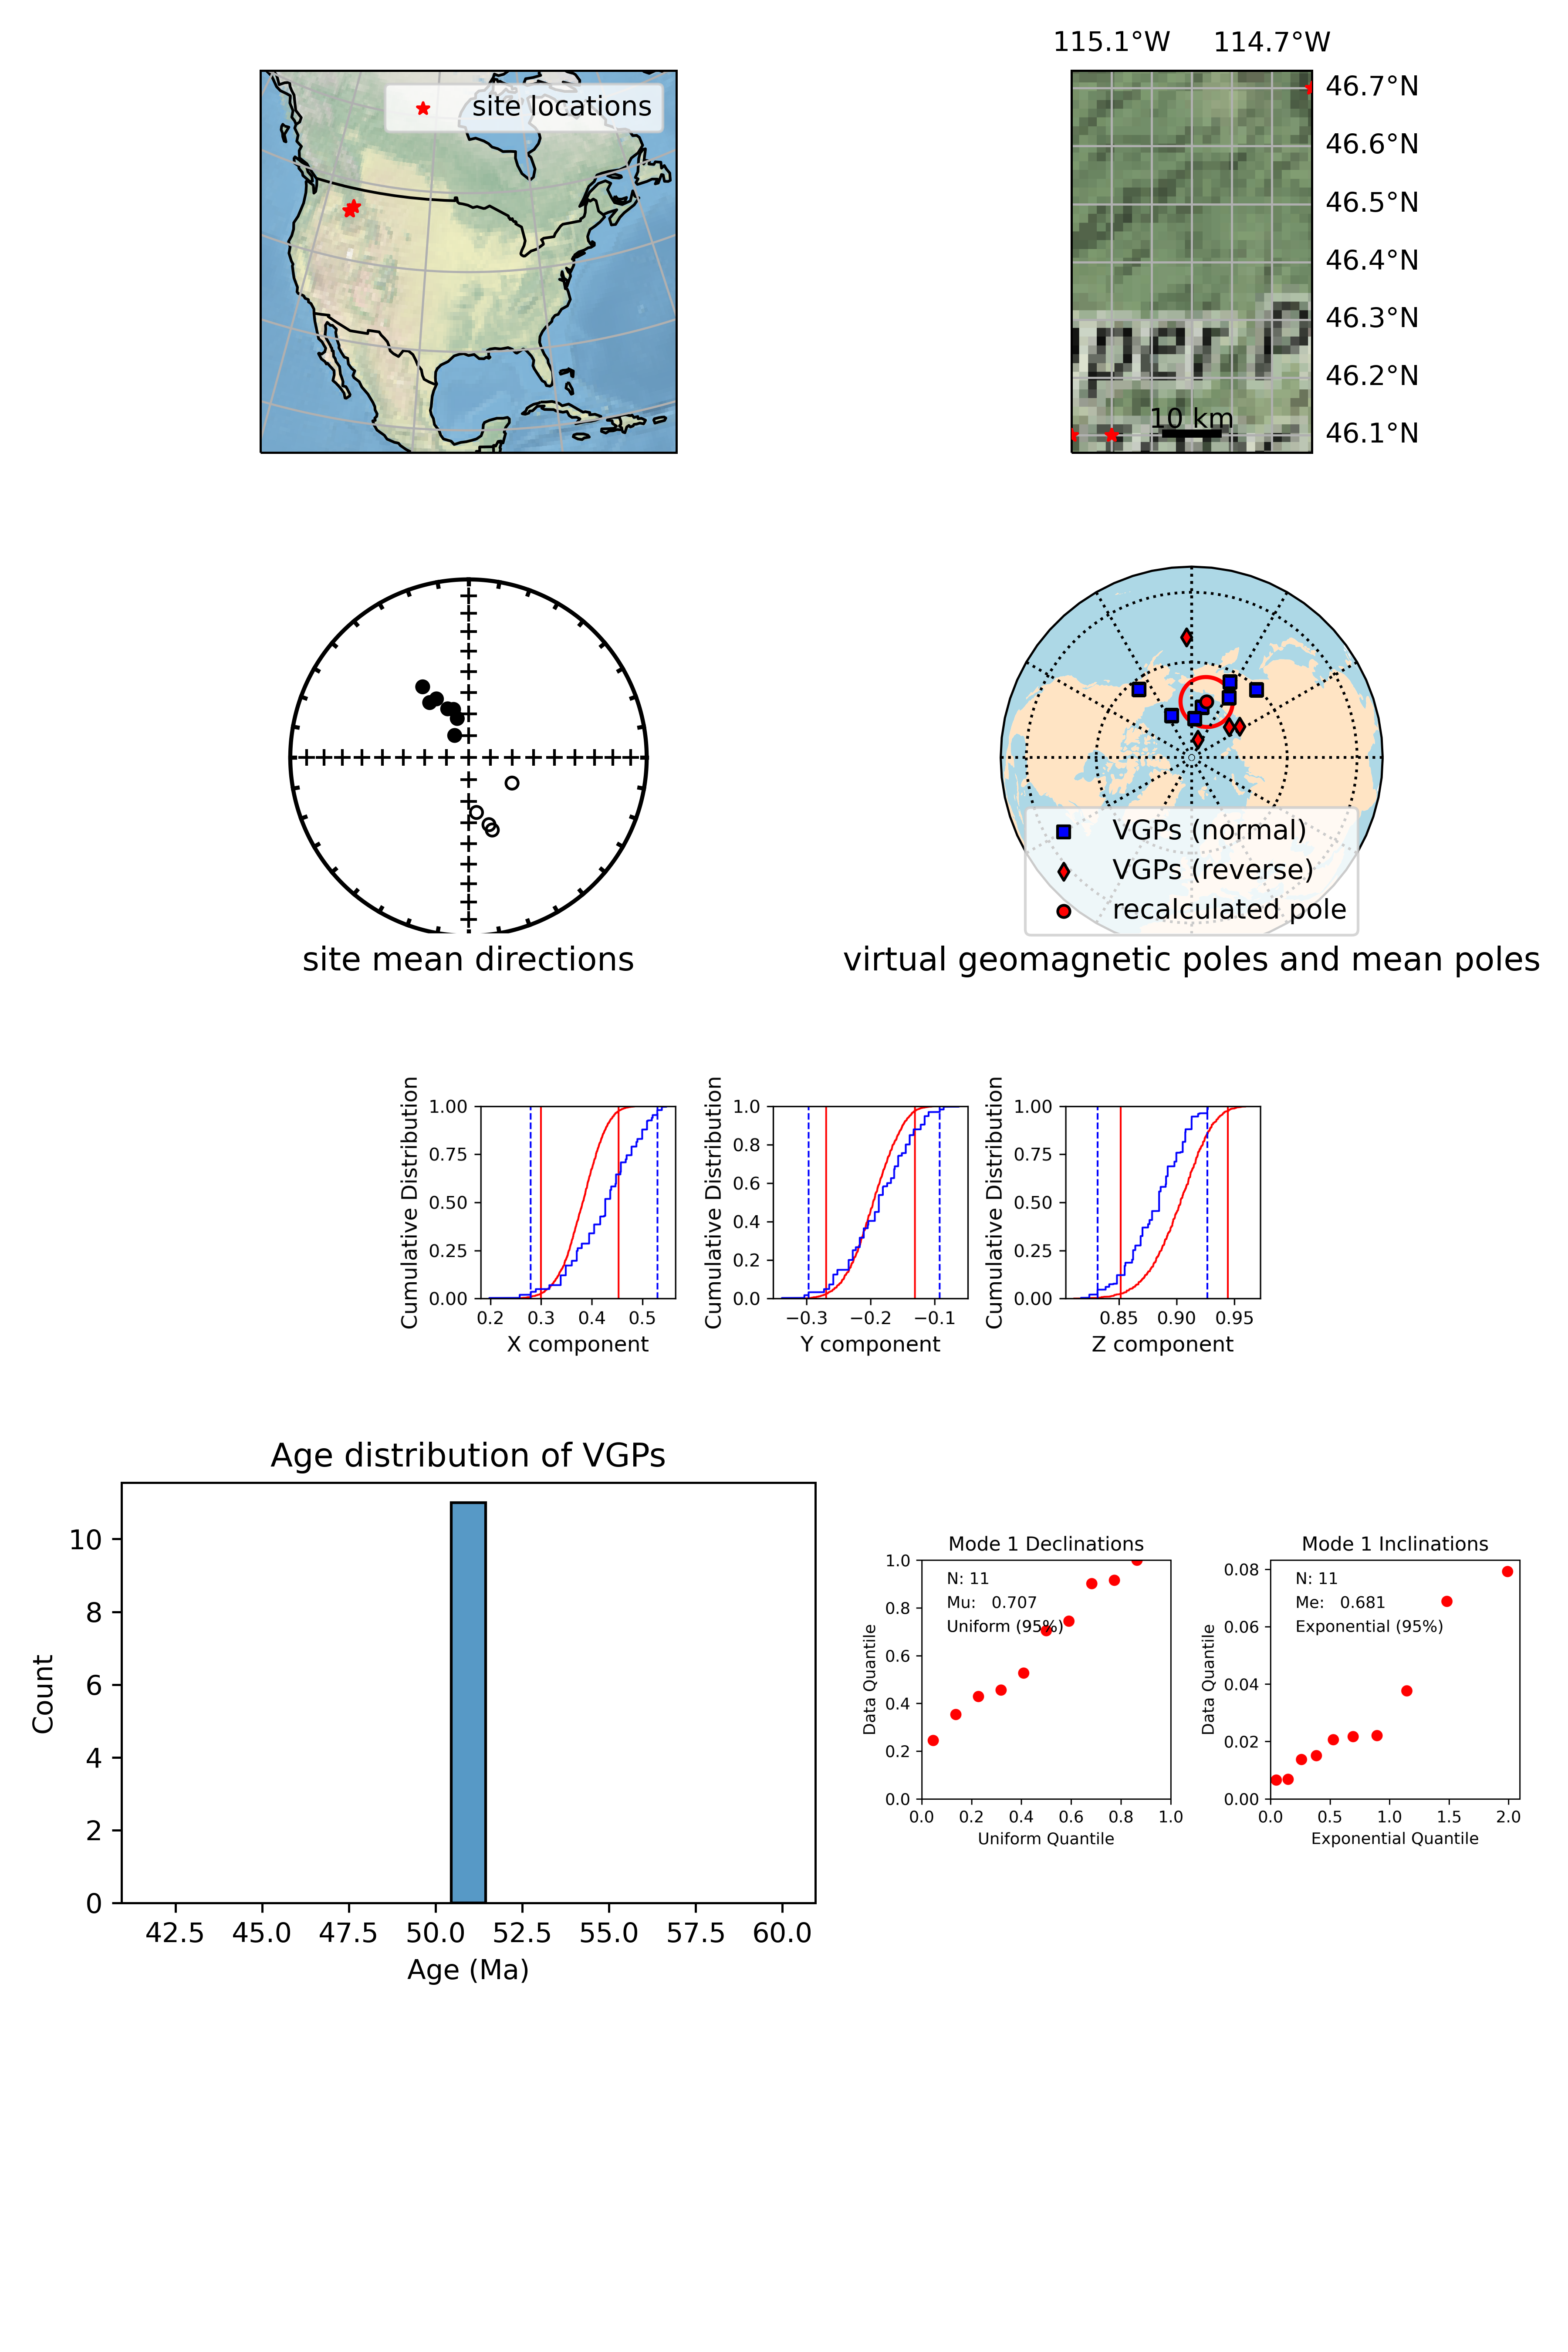 115.1°W 114.7°W
site locations
46.7°N
46.6°N
46.5°N
46.4°N
46.3°N
46.2°N
46.1°N
per P
10 km
site mean directions
VGPs (normal)
VGPs (reverse)
recalculated pole
virtual geomagnetic poles and mean poles
Cumulative Distribution
1.00
0.75
0.50
0.25
0.00
0.2 0.3 0.4 0.5
X component
Cumulative Distribution
1.0
0.8
0.6
0.4
0.2
0.0
−0.3 −0.2 −0.1
Y component
Cumulative Distribution
1.00
0.75
0.50
0.25
0.00
0.85 0.90 0.95
Z component
Age distribution of VGPs
Count
10
8
6
4
2
0
42.5 45.0 47.5 50.0 52.5 55.0 57.5 60.0
Age (Ma)
Mode 1 Declinations
N: 11
Mu: 0.707
Uniform (95%)
Data Quantile
1.0
0.8
0.6
0.4
0.2
0.0
0.0 0.2 0.4 0.6 0.8 1.0
Uniform Quantile
Mode 1 Inclinations
N: 11
Me: 0.681
Exponential (95%)
Data Quantile
0.08
0.06
0.04
0.02
0.00
0.0 0.5 1.0 1.5 2.0
Exponential Quantile